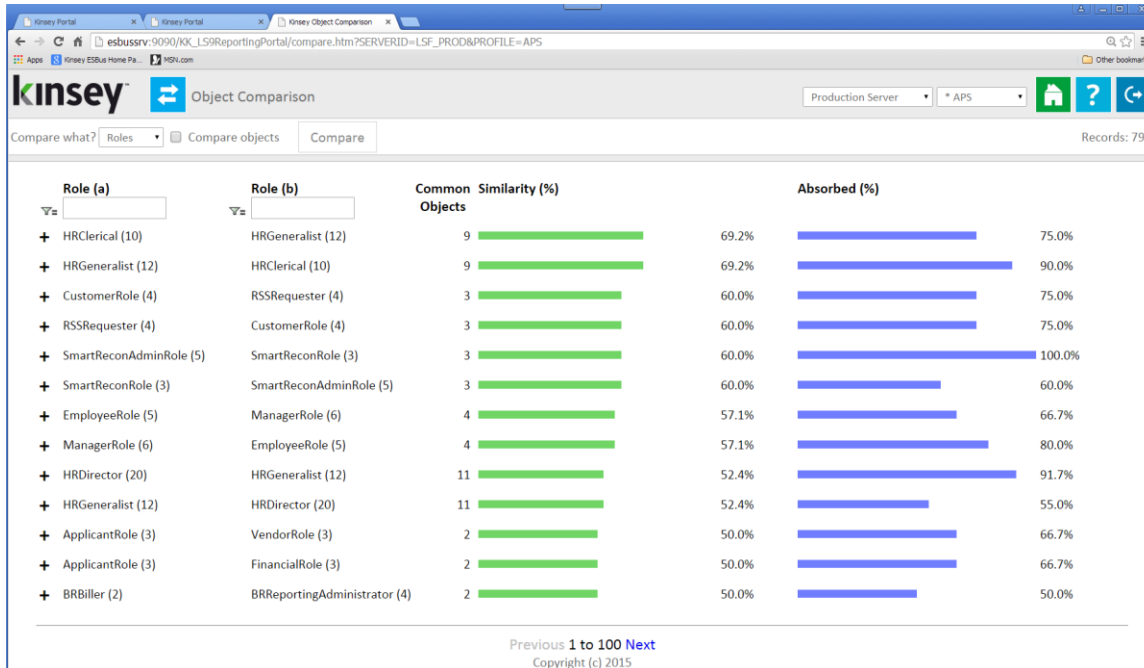 Kinsey Portal Kinsey Portal Kinsey Object Comparison
esbussrv:9090/KK_LS9ReportingPortal/compare.htm?SERVERID=LSF_PROD&PROFILE=APS
Apps Kinsey ESBus Home Pa... MSN.com Other bookmar
kinsey Object Comparison Production Server * APS
Compare what? Roles Compare objects Compare Records: 79
Role (a) Role (b) Common Similarity (%) Absorbed (%)
Objects
+ HRClerical (10) HRGeneralist (12) 9 69.2% 75.0%
+ HRGeneralist (12) HRClerical (10) 9 69.2% 90.0%
+ CustomerRole (4) RSSRequester (4) 3 60.0% 75.0%
+ RSSRequester (4) CustomerRole (4) 3 60.0% 75.0%
+ SmartReconAdminRole (5) SmartReconRole (3) 3 60.0% 100.0%
+ SmartReconRole (3) SmartReconAdminRole (5) 3 60.0% 60.0%
+ EmployeeRole (5) ManagerRole (6) 4 57.1% 66.7%
+ ManagerRole (6) EmployeeRole (5) 4 57.1% 80.0%
+ HRDirector (20) HRGeneralist (12) 11 52.4% 91.7%
+ HRGeneralist (12) HRDirector (20) 11 52.4% 55.0%
+ ApplicantRole (3) VendorRole (3) 2 50.0% 66.7%
+ ApplicantRole (3) FinancialRole (3) 2 50.0% 66.7%
+ BRBiller (2) BRReportingAdministrator (4) 2 50.0% 50.0%
Previous 1 to 100 Next
Copyright (c) 2015